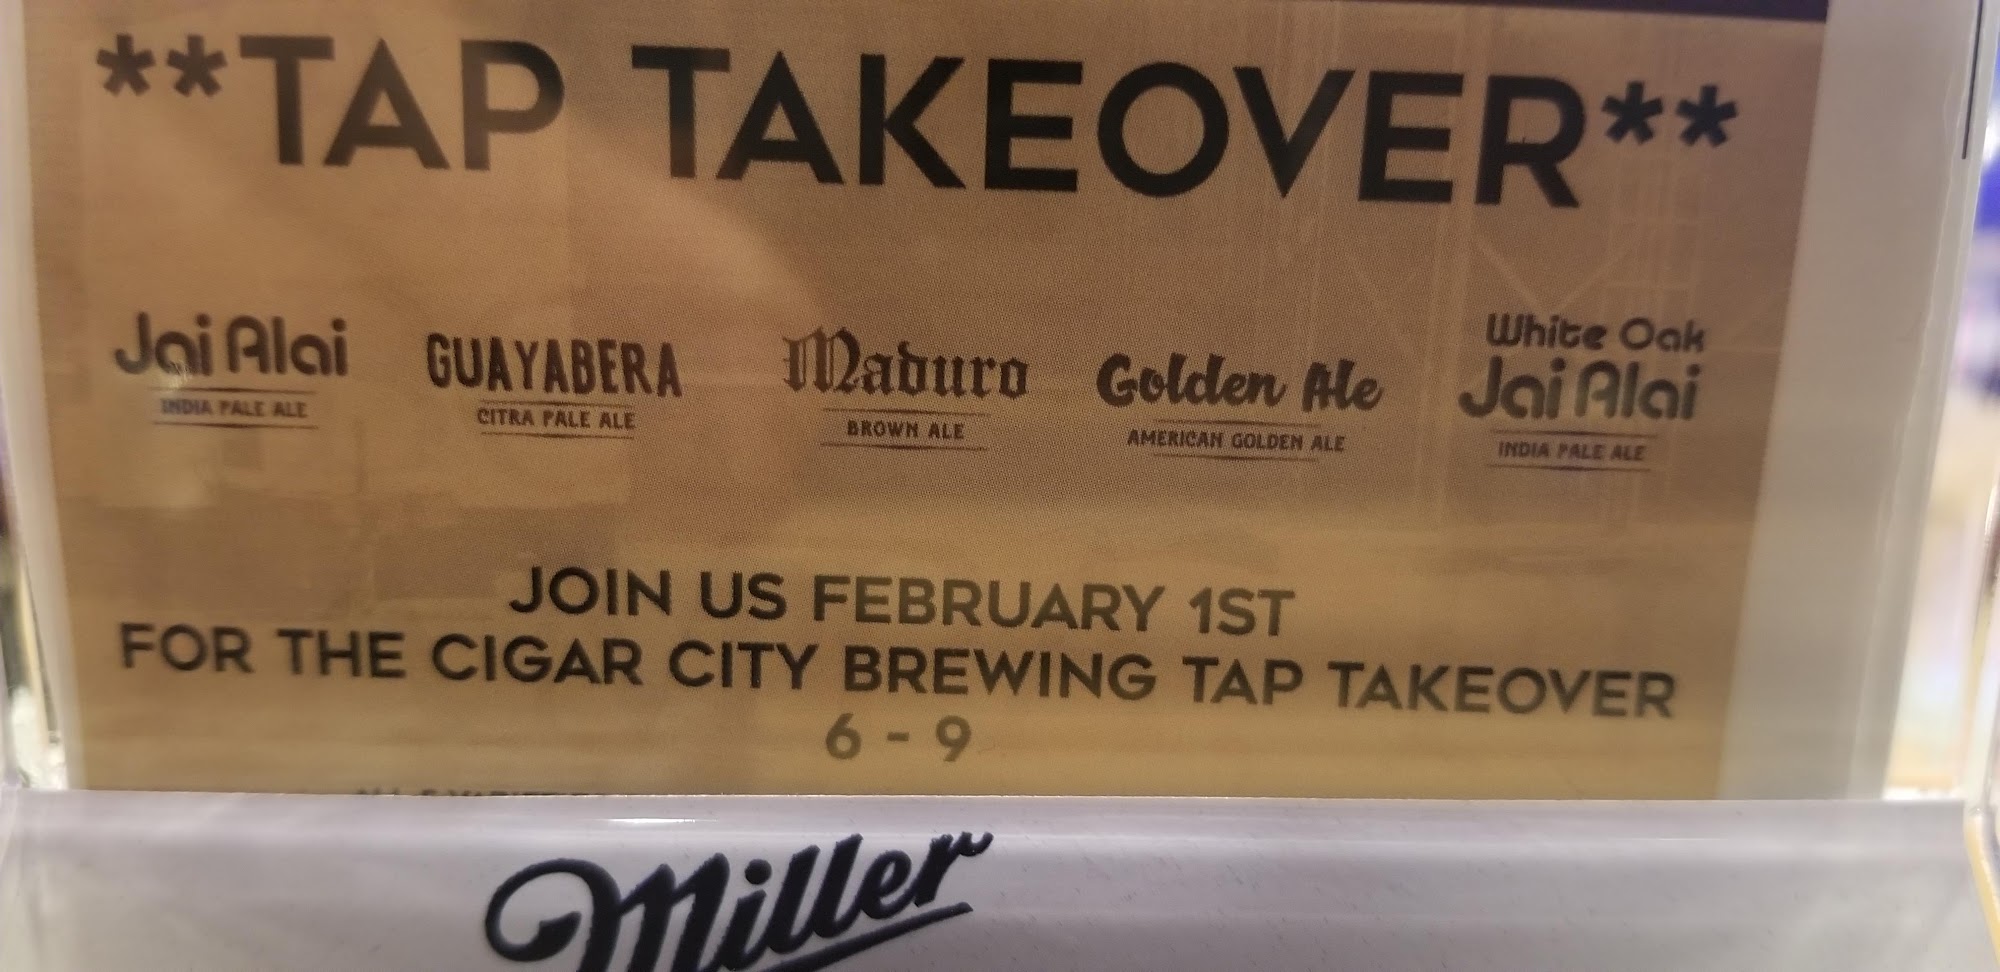 **TAP TAKEOVER**
Jai Alai
INDIA PALE ALE
GUAYABERA
CITRA PALE ALE
Maduro
BROWN ALE
Golden Ale
AMERICAN GOLDEN ALE
White Oak
Jai Alai
INDIA PALE ALE
JOIN US FEBRUARY 1ST
FOR THE CIGAR CITY BREWING TAP TAKEOVER
6 - 9
Miller